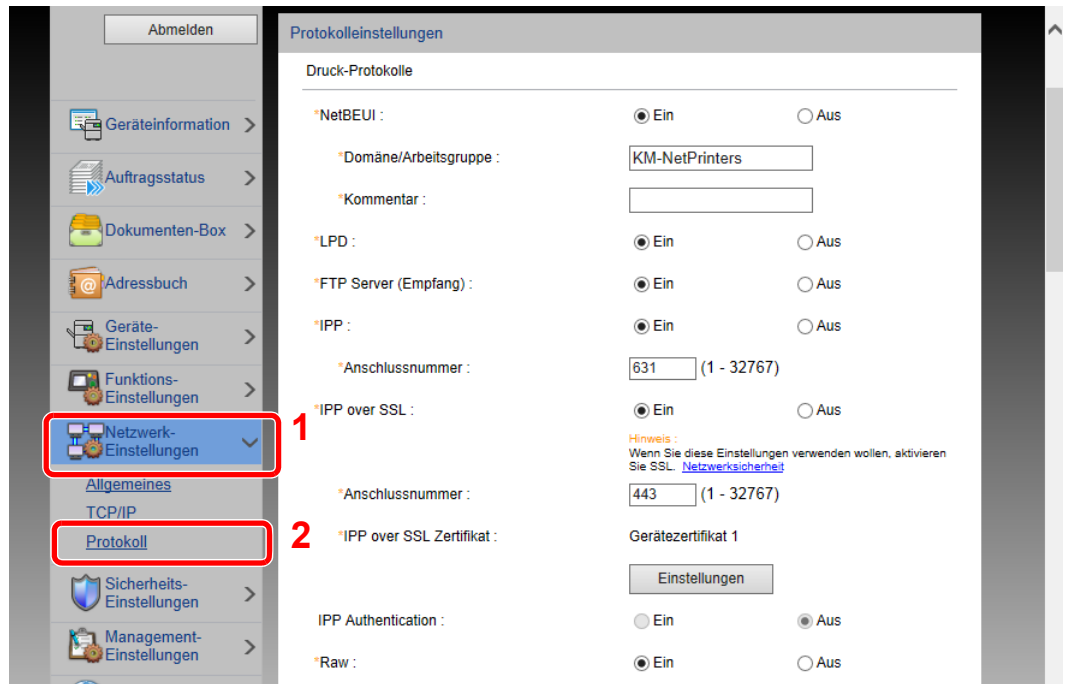 Abmelden
Geräteinformation
Auftragsstatus
Dokumenten-Box
Adressbuch
Geräte-
Einstellungen
Funktions-
Einstellungen
Netzwerk-
Einstellungen
1
Allgemeines
TCP/IP
Protokoll
2
Sicherheits-
Einstellungen
Management-
Einstellungen
Protokolleinstellungen
Druck-Protokolle
*NetBEUI : Ein Aus
*Domäne/Arbeitsgruppe : KM-NetPrinters
*Kommentar :
*LPD : Ein Aus
*FTP Server (Empfang) : Ein Aus
*IPP : Ein Aus
*Anschlussnummer : 631 (1 - 32767)
*IPP over SSL : Ein Aus
Hinweis :
Wenn Sie diese Einstellungen verwenden wollen, aktivieren
Sie SSL. Netzwerksicherheit
*Anschlussnummer : 443 (1 - 32767)
*IPP over SSL Zertifikat : Gerätezertifikat 1
Einstellungen
IPP Authentication : Ein Aus
*Raw : Ein Aus